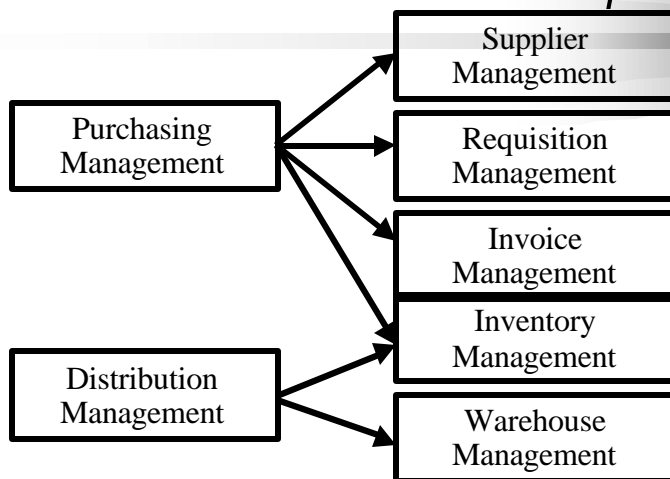 Supplier
Management
Purchasing
Management
Requisition
Management
Invoice
Management
Inventory
Management
Distribution
Management
Warehouse
Management